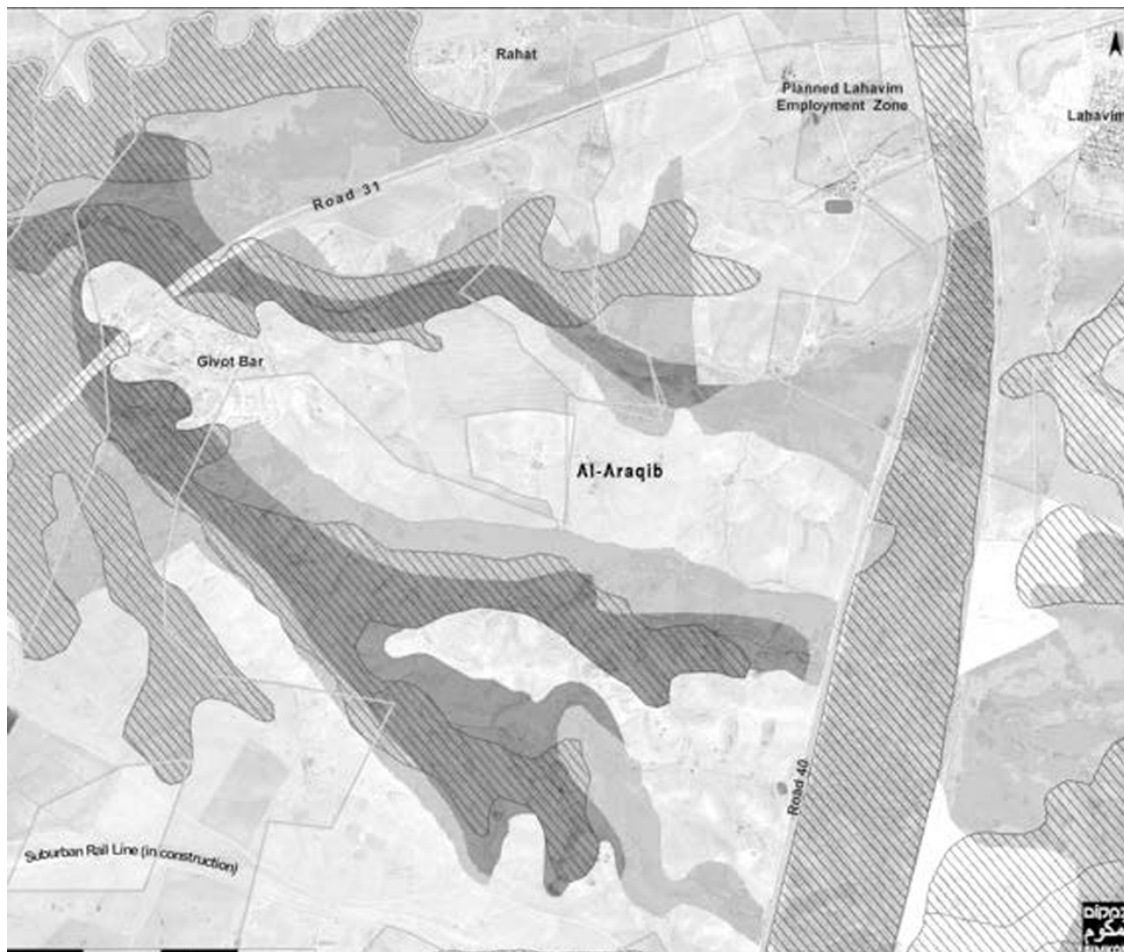 Rahat
Planned Lahavim
Employment Zone
Lahavim
Road 31
Givot Bar
Al-Araqib
Road 40
Suburban Rail Line (in construction)
במקום